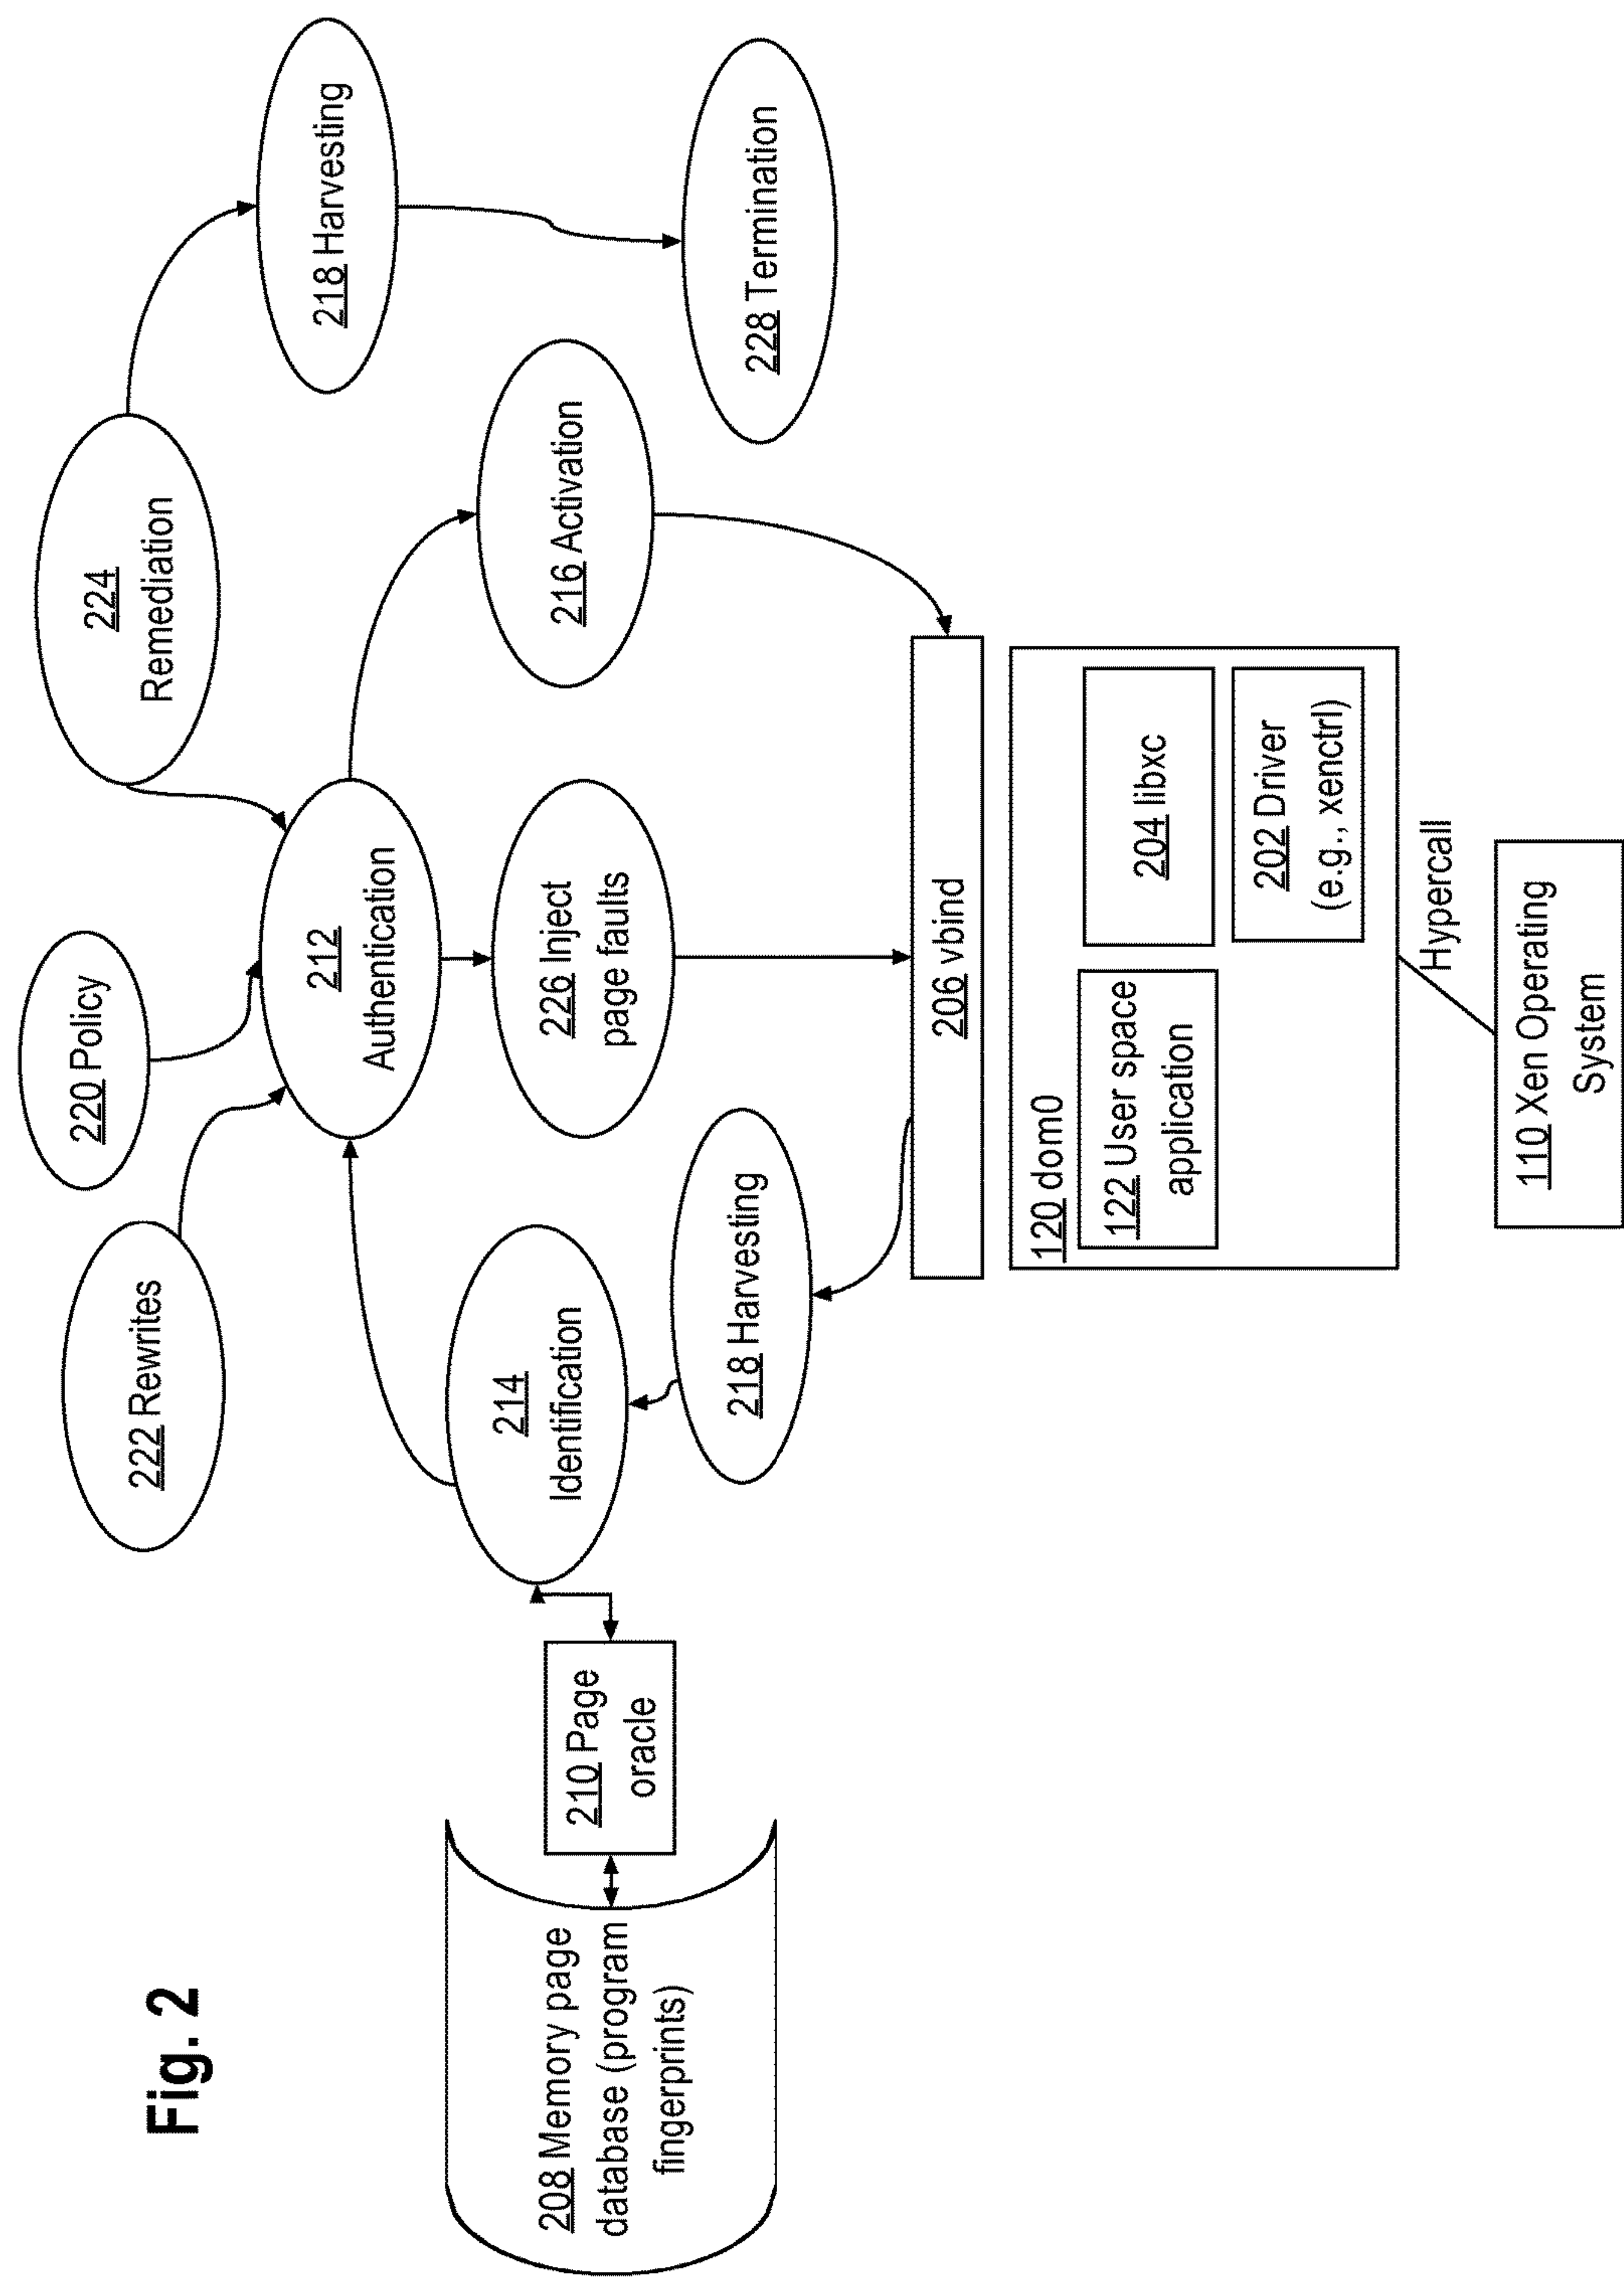 Fig. 2
222 Rewrites
220 Policy
224
Remediation
212
Authentication
218 Harvesting
214
Identification
226 Inject
page faults
216 Activation
208 Memory page
database (program
fingerprints)
210 Page
oracle
218 Harvesting
228 Termination
206 vbind
120 dom0
122 User space
application
204 libxc
202 Driver
(e.g., xenctrl)
Hypercall
110 Xen Operating
System